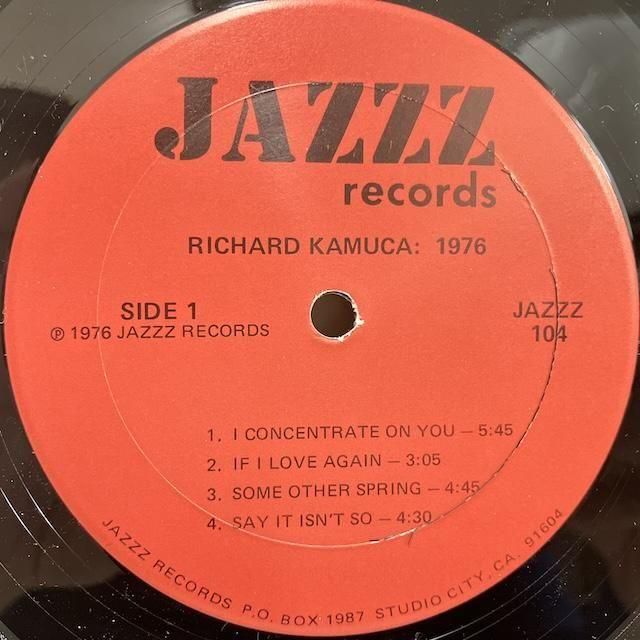 JAZZZ
records
RICHARD KAMUCA: 1976
SIDE 1
℗ 1976 JAZZZ RECORDS
JAZZZ
104
1. I CONCENTRATE ON YOU — 5:45
2. IF I LOVE AGAIN — 3:05
3. SOME OTHER SPRING — 4:45
4. SAY IT ISN'T SO — 4:30
JAZZZ RECORDS P.O. BOX 1987 STUDIO CITY, CA. 91604